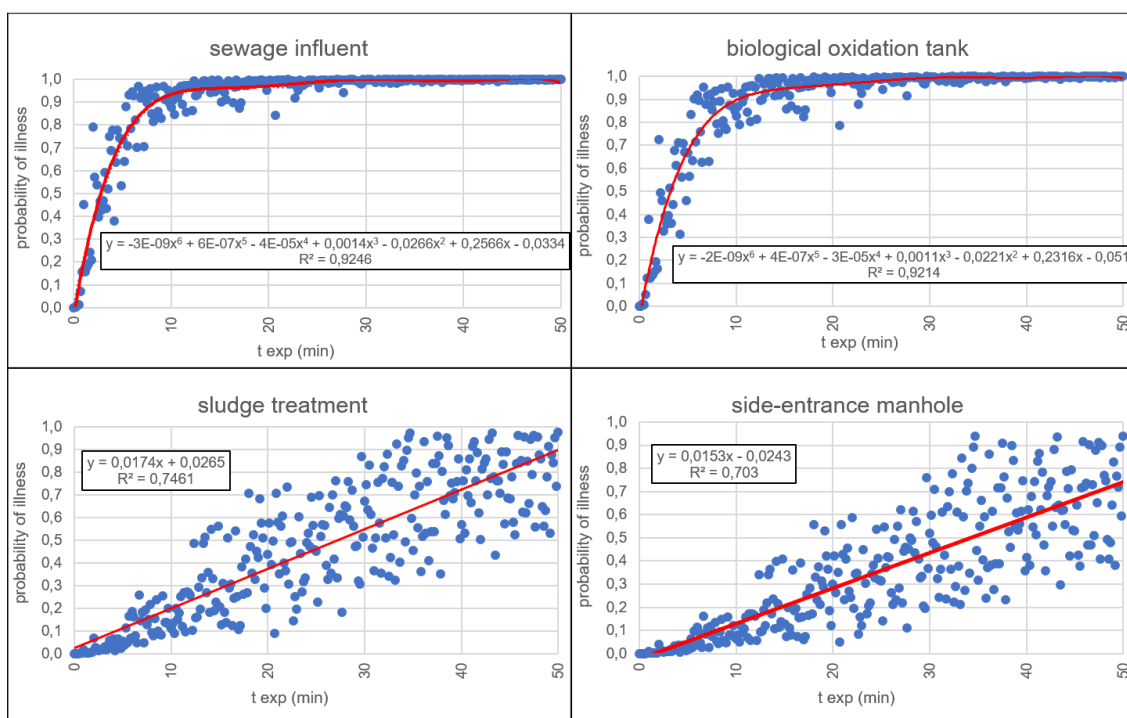 sewage influent
probability of illness
1,0
0,9
0,8
0,7
0,6
0,5
0,4
0,3
0,2
0,1
0,0
y = -3E-09x⁶ + 6E-07x⁵ - 4E-05x⁴ + 0,0014x³ - 0,0266x² + 0,2566x - 0,0334
R² = 0,9246
0 10 20 30 40 50
t exp (min)
biological oxidation tank
probability of illness
1,0
0,9
0,8
0,7
0,6
0,5
0,4
0,3
0,2
0,1
0,0
y = -2E-09x⁶ + 4E-07x⁵ - 3E-05x⁴ + 0,0011x³ - 0,0221x² + 0,2316x - 0,051
R² = 0,9214
0 10 20 30 40 50
t exp (min)
sludge treatment
probability of illness
1,0
0,9
0,8
0,7
0,6
0,5
0,4
0,3
0,2
0,1
0,0
y = 0,0174x + 0,0265
R² = 0,7461
0 10 20 30 40 50
t exp (min)
side-entrance manhole
probability of illness
1,0
0,9
0,8
0,7
0,6
0,5
0,4
0,3
0,2
0,1
0,0
y = 0,0153x - 0,0243
R² = 0,703
0 10 20 30 40 50
t exp (min)